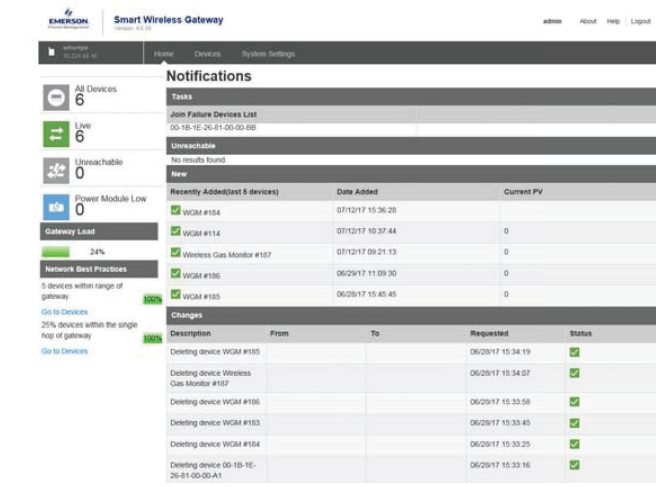 EMERSON
Smart Wireless Gateway
admin About Help Logout
Home Devices System Settings
All Devices
6
Live
6
Unreachable
0
Power Module Low
0
Gateway Load
24%
Network Best Practices
5 devices within range of
gateway
100%
Go to Devices
25% devices within the single
hop of gateway
100%
Go to Devices
Notifications
Tasks
Join Failure Devices List
00-1B-1E-26-81-00-00-BB
Unreachable
No results found
New
Recently Added(last 5 devices) Date Added Current PV
WGM #184 07/12/17 15:36:28
WGM #114 07/12/17 10:37:44 0
Wireless Gas Monitor #187 07/12/17 09:21:13 0
WGM #186 06/29/17 11:09:30 0
WGM #185 06/28/17 15:45:45 0
Changes
Description From To Requested Status
Deleting device WGM #185 06/28/17 15:34:19
Deleting device Wireless
Gas Monitor #187 06/28/17 15:34:07
Deleting device WGM #186 06/28/17 15:33:58
Deleting device WGM #183 06/28/17 15:33:45
Deleting device WGM #184 06/28/17 15:33:25
Deleting device 00-1B-1E-
26-81-00-00-A1 06/28/17 15:33:16